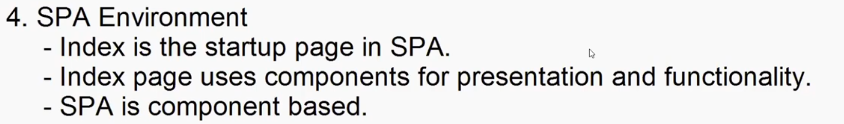 4. SPA Environment
- Index is the startup page in SPA.
- Index page uses components for presentation and functionality.
- SPA is component based.